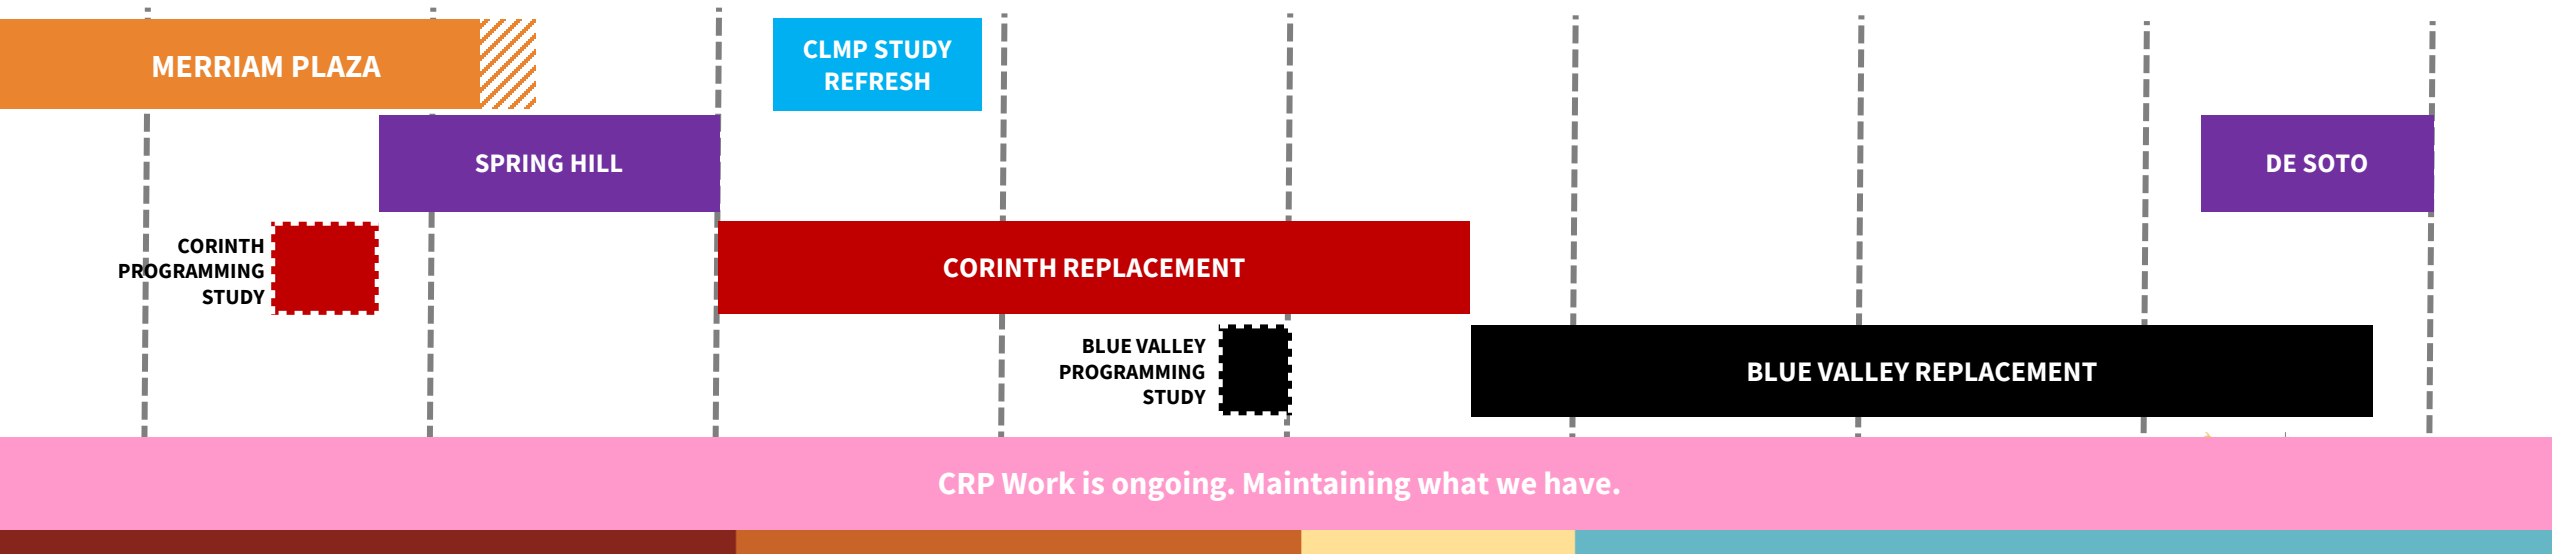 MERRIAM PLAZA
CLMP STUDY
REFRESH
SPRING HILL
DE SOTO
CORINTH
PROGRAMMING
STUDY
CORINTH REPLACEMENT
BLUE VALLEY
PROGRAMMING
STUDY
BLUE VALLEY REPLACEMENT
CRP Work is ongoing. Maintaining what we have.